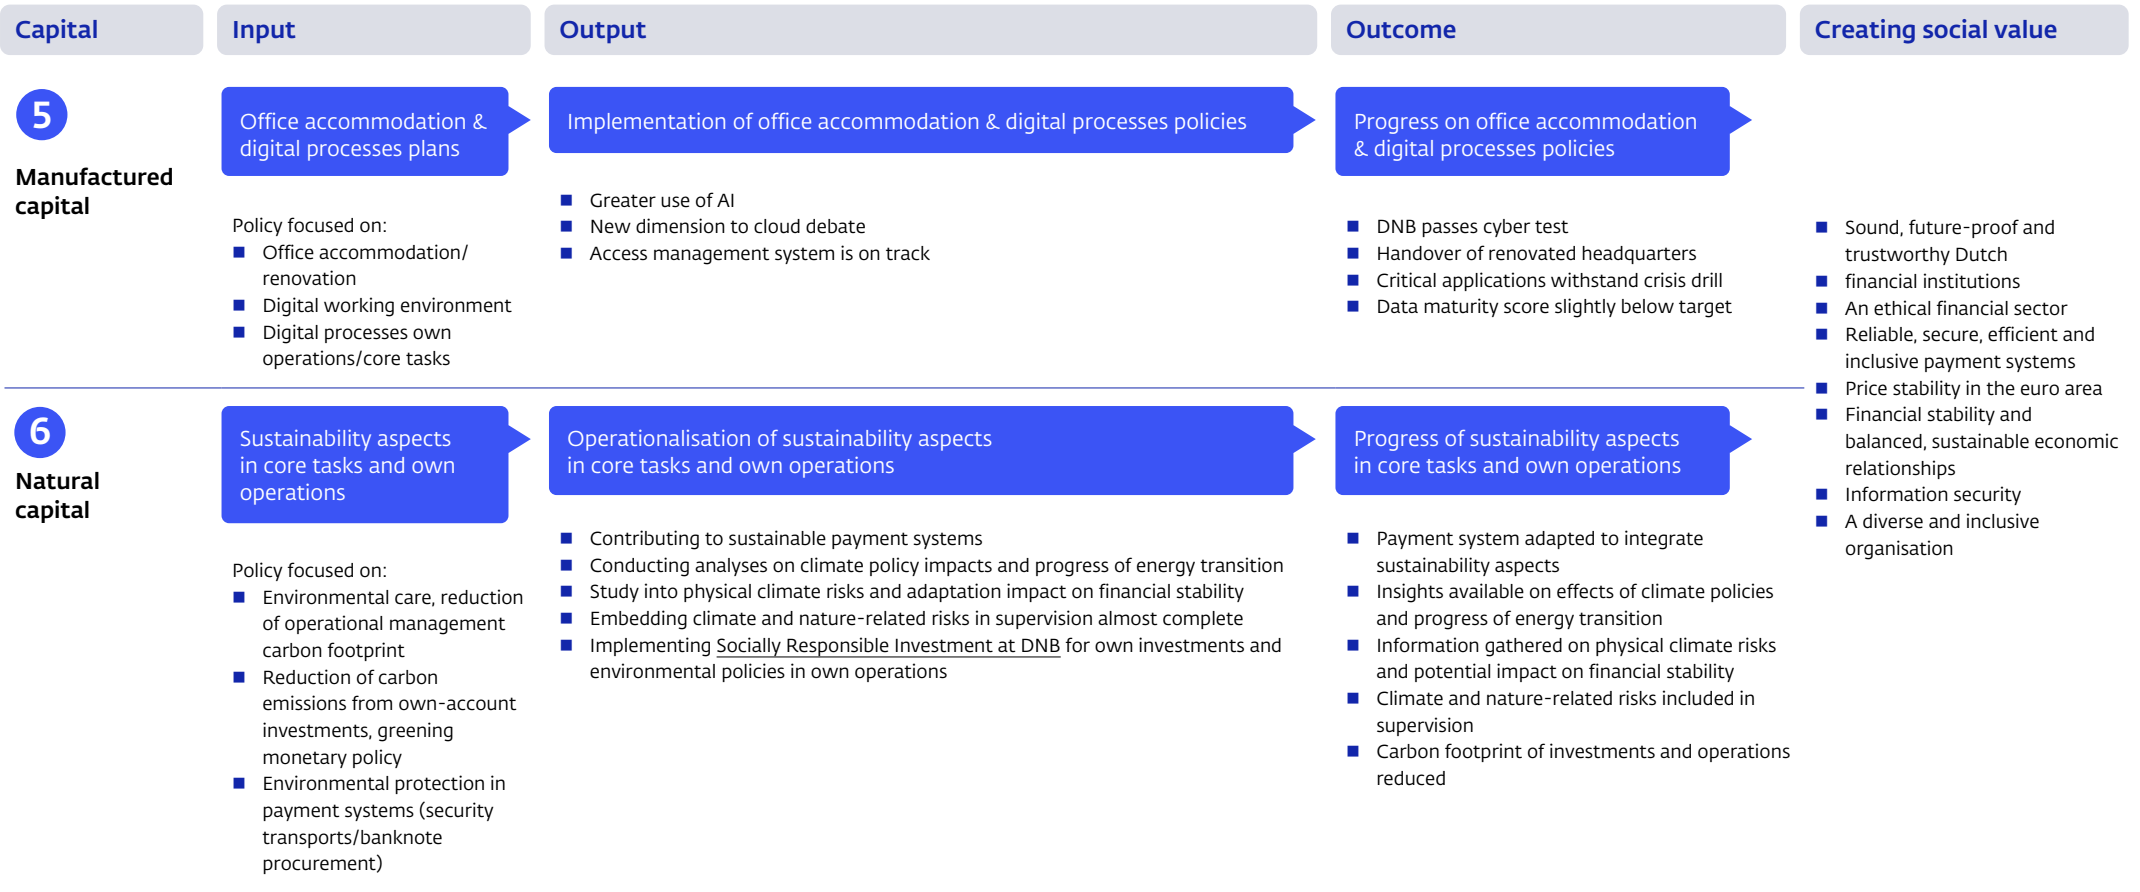 Capital
Input
Output
Outcome
Creating social value
5
Manufactured
capital
Office accommodation &
digital processes plans
Policy focused on:
Office accommodation/
renovation
Digital working environment
Digital processes own
operations/core tasks
Implementation of office accommodation & digital processes policies
Greater use of AI
New dimension to cloud debate
Access management system is on track
Progress on office accommodation
& digital processes policies
DNB passes cyber test
Handover of renovated headquarters
Critical applications withstand crisis drill
Data maturity score slightly below target
6
Natural
capital
Sustainability aspects
in core tasks and own
operations
Policy focused on:
Environmental care, reduction
of operational management
carbon footprint
Reduction of carbon
emissions from own-account
investments, greening
monetary policy
Environmental protection in
payment systems (security
transports/banknote
procurement)
Operationalisation of sustainability aspects
in core tasks and own operations
Contributing to sustainable payment systems
Conducting analyses on climate policy impacts and progress of energy transition
Study into physical climate risks and adaptation impact on financial stability
Embedding climate and nature-related risks in supervision almost complete
Implementing Socially Responsible Investment at DNB for own investments and
environmental policies in own operations
Progress of sustainability aspects
in core tasks and own operations
Payment system adapted to integrate
sustainability aspects
Insights available on effects of climate policies
and progress of energy transition
Information gathered on physical climate risks
and potential impact on financial stability
Climate and nature-related risks included in
supervision
Carbon footprint of investments and operations
reduced
Sound, future-proof and
trustworthy Dutch
financial institutions
An ethical financial sector
Reliable, secure, efficient and
inclusive payment systems
Price stability in the euro area
Financial stability and
balanced, sustainable economic
relationships
Information security
A diverse and inclusive
organisation